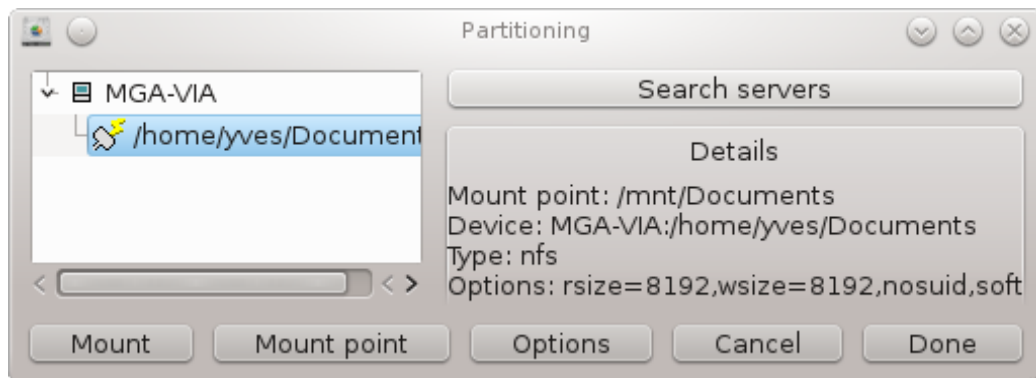 Partitioning
MGA-VIA
/home/yves/Document
Search servers
Details
Mount point: /mnt/Documents
Device: MGA-VIA:/home/yves/Documents
Type: nfs
Options: rsize=8192,wsize=8192,nosuid,soft
Mount
Mount point
Options
Cancel
Done